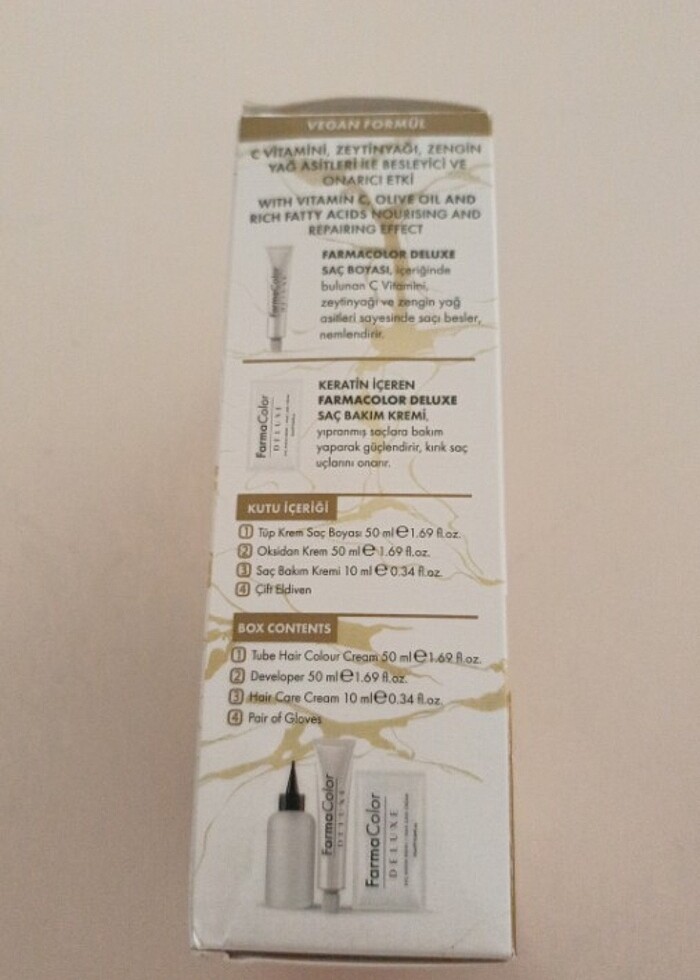 VEGAN FORMÜL
C VİTAMİNİ, ZEYTİNYAĞI, ZENGİN
YAĞ ASİTLERİ İLE BESLEYİCİ VE
ONARICI ETKİ
WITH VITAMIN C, OLIVE OIL AND
RICH FATTY ACIDS NOURISING AND
REPAIRING EFFECT
FARMACOLOR DELUXE
SAÇ BOYASI, içeriğinde
bulunan C Vitamini,
zeytinyağı ve zengin yağ
asitleri sayesinde saçı besler,
nemlendirir.
FarmaColor
DELUXE
KERATİN İÇEREN
FARMACOLOR DELUXE
SAÇ BAKIM KREMİ,
yıpranmış saçlara bakım
yaparak güçlendirir, kırık saç
uçlarını onarır.
FarmaColor
DELUXE
KUTU İÇERİĞİ
1 Tüp Krem Saç Boyası 50 ml ℮ 1.69 fl.oz.
2 Oksidan Krem 50 ml ℮ 1.69 fl.oz.
3 Saç Bakım Kremi 10 ml ℮ 0.34 fl.oz.
4 Çift Eldiven
BOX CONTENTS
1 Tube Hair Colour Cream 50 ml ℮ 1.69 fl.oz.
2 Developer 50 ml ℮ 1.69 fl.oz.
3 Hair Care Cream 10 ml ℮ 0.34 fl.oz.
4 Pair of Gloves
FarmaColor
DELUXE
FarmaColor
DELUXE